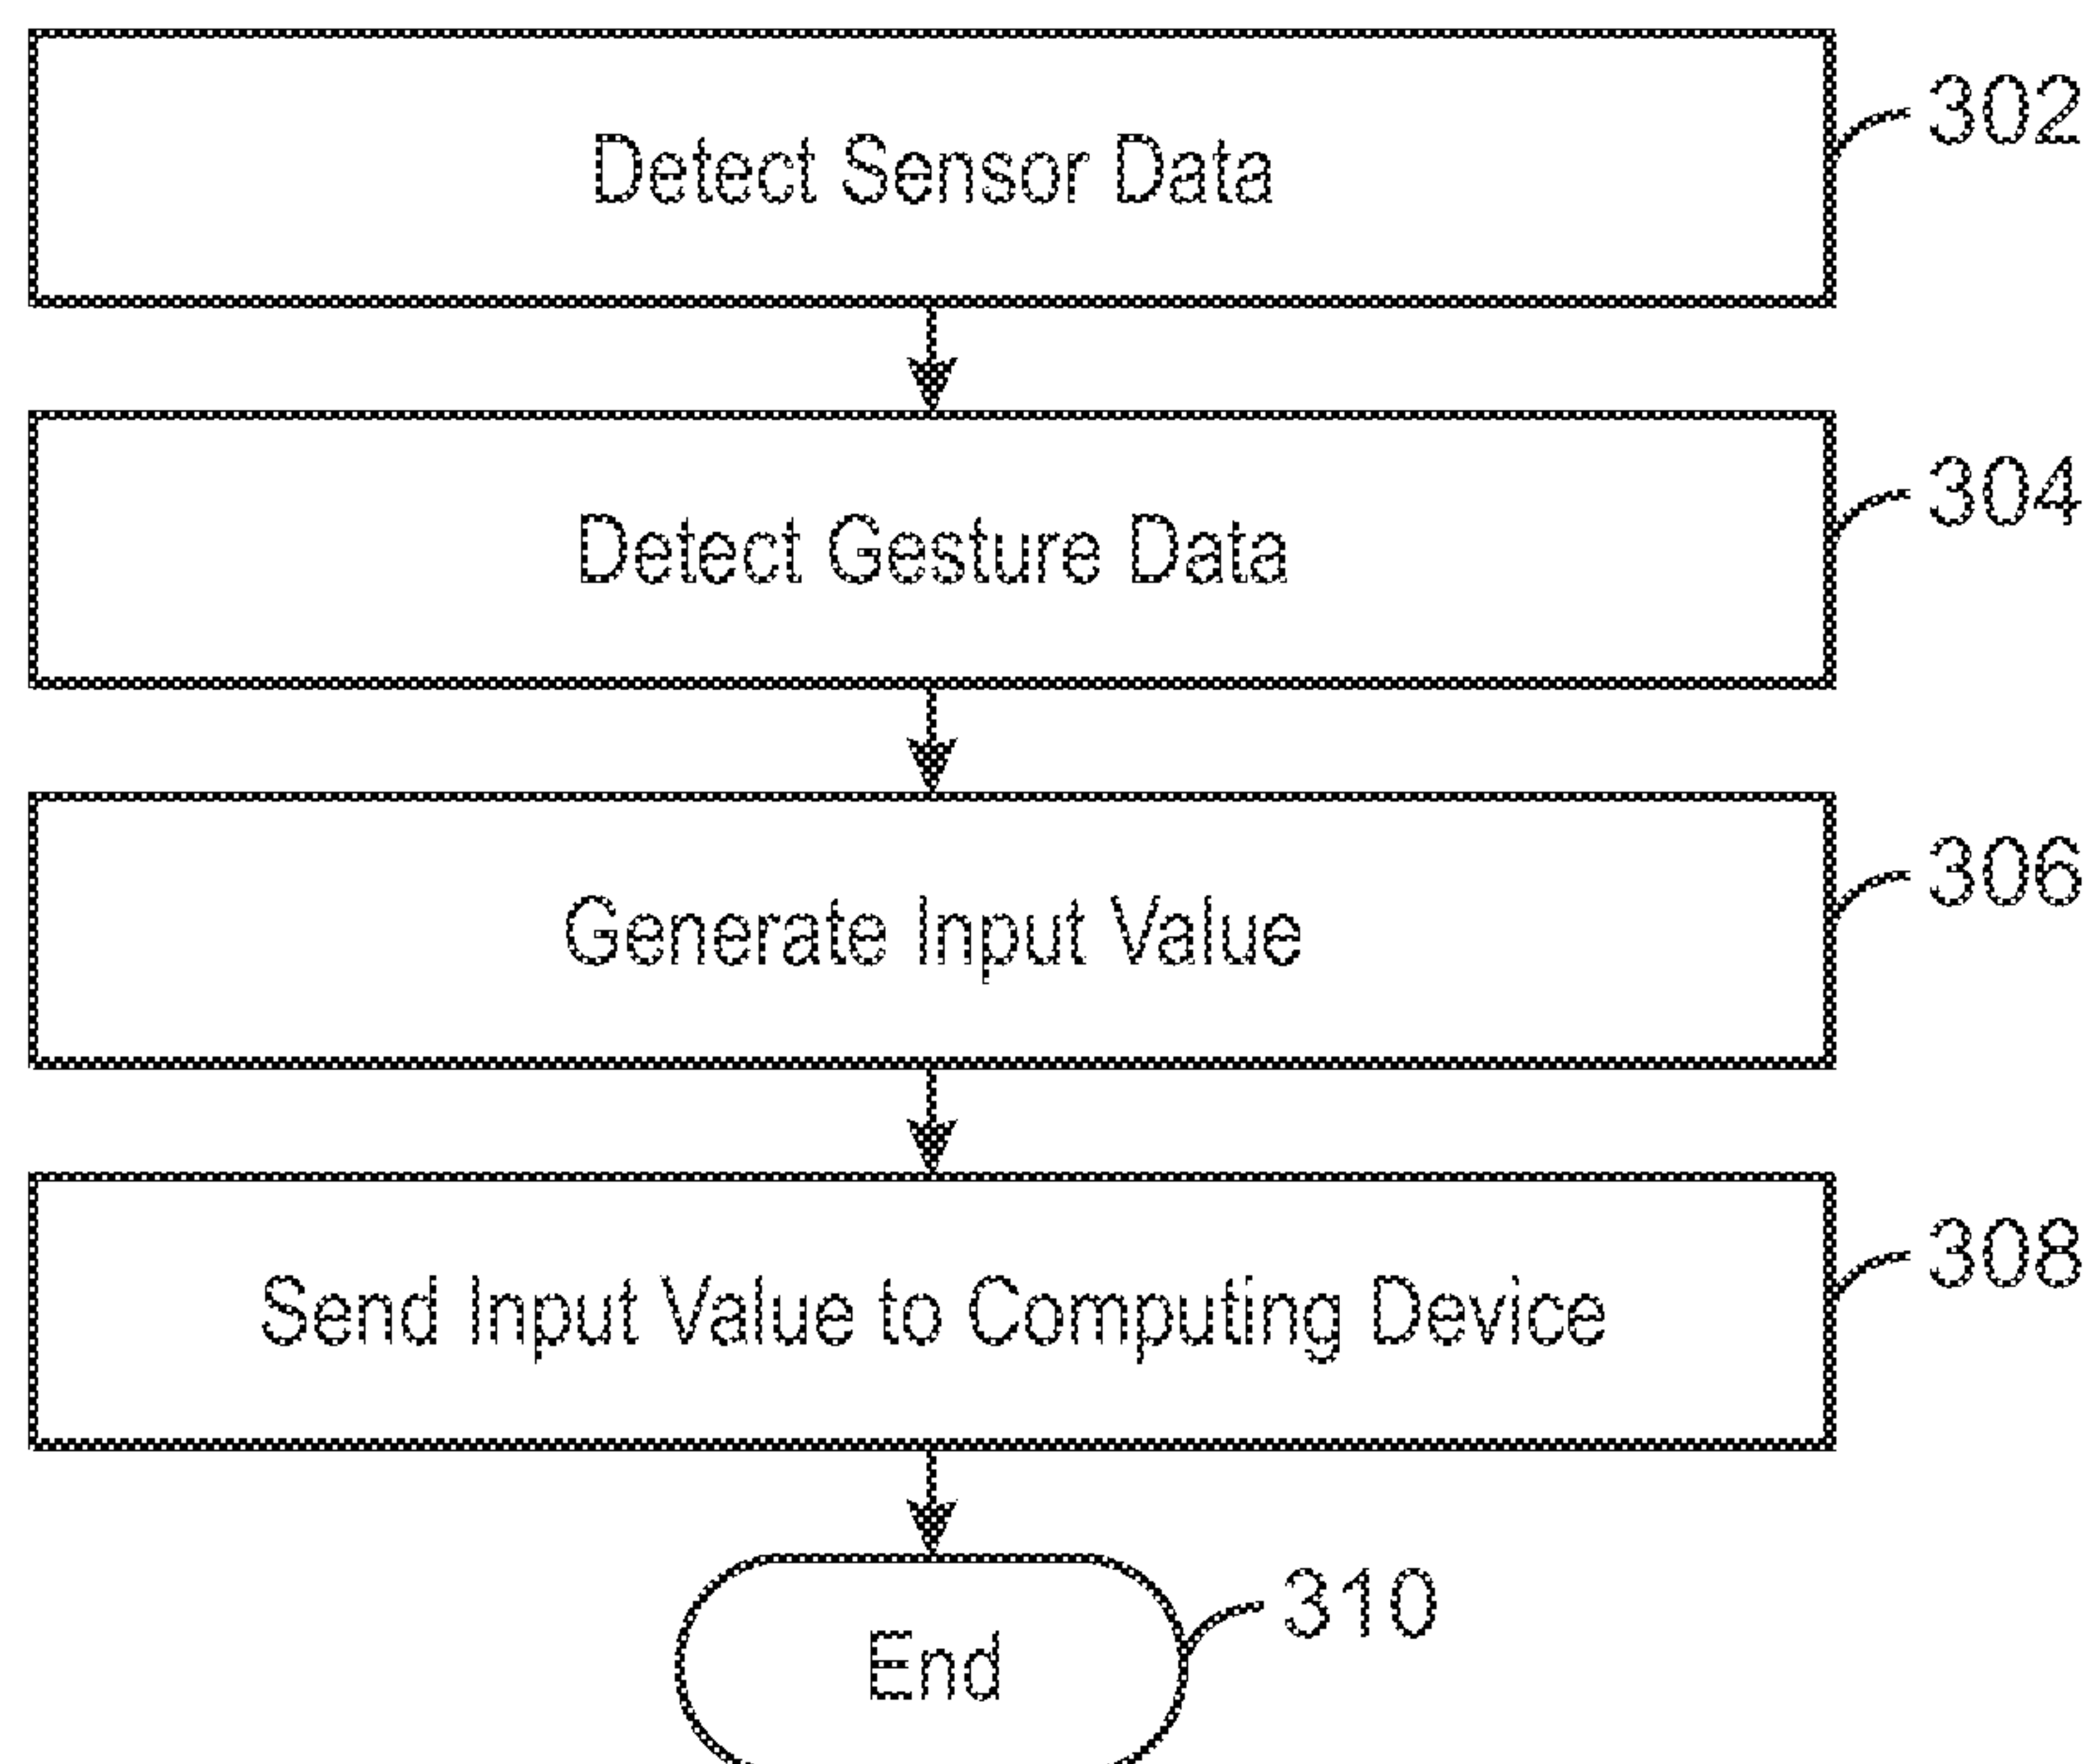 Detect Sensor Data
302
Detect Gesture Data
304
Generate Input Value
306
Send Input Value to Computing Device
308
End
310